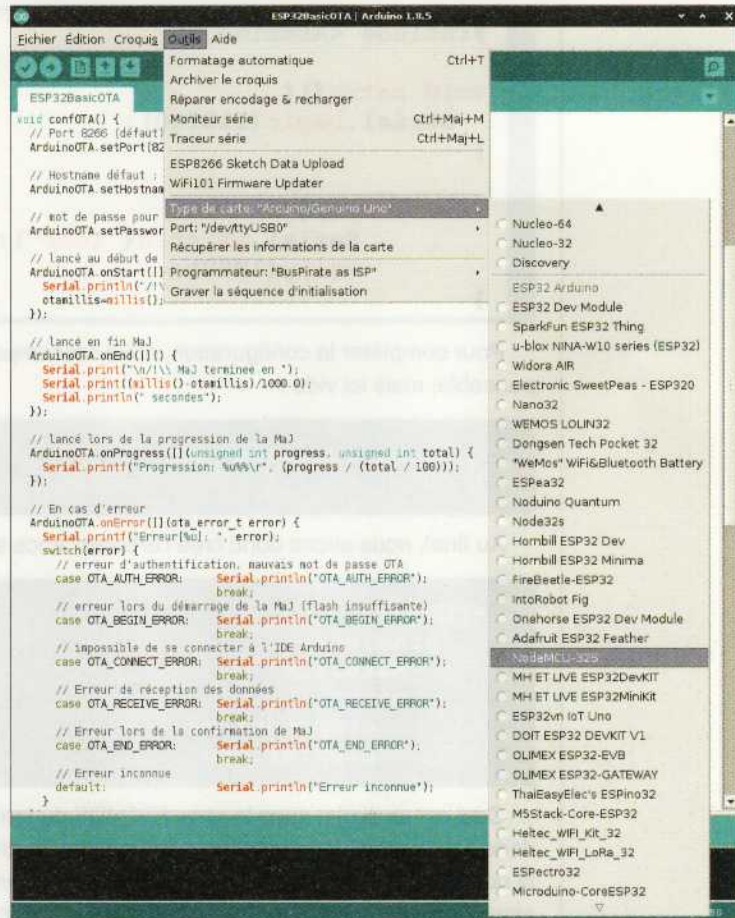 ESP32BasicOTA | Arduino 1.8.5
Fichier Édition Croquis Outils Aide
Formatage automatique Ctrl+T
Archiver le croquis
Réparer encodage & recharger
Moniteur série Ctrl+Maj+M
Traceur série Ctrl+Maj+L
ESP8266 Sketch Data Upload
WiFi101 Firmware Updater
Type de carte: "Arduino/Genuino Uno"
Port: "/dev/ttyUSB0"
Récupérer les informations de la carte
Programmateur: "BusPirate as ISP"
Graver la séquence d'initialisation
Nucleo-64
Nucleo-32
Discovery
ESP32 Arduino
ESP32 Dev Module
SparkFun ESP32 Thing
u-blox NINA-W10 series (ESP32)
Widora AIR
Electronic SweetPeas - ESP320
Nano32
WEMOS LOLIN32
Dongsen Tech Pocket 32
"WeMos" WiFi&Bluetooth Battery
ESPea32
Noduino Quantum
Node32s
Hornbill ESP32 Dev
Hornbill ESP32 Minima
FireBeetle-ESP32
IntoRobot Fig
Onehorse ESP32 Dev Module
Adafruit ESP32 Feather
NodeMCU-32S
MH ET LIVE ESP32DevKIT
MH ET LIVE ESP32MiniKit
ESP32vn IoT Uno
DOIT ESP32 DEVKIT V1
OLIMEX ESP32-EVB
OLIMEX ESP32-GATEWAY
ThaiEasyElec's ESPino32
M5Stack-Core-ESP32
Heltec_WIFI_Kit_32
Heltec_WIFI_LoRa_32
ESPectro32
Microduino-CoreESP32
ESP32BasicOTA
void confOTA() {
// Port 8266 (défaut)
ArduinoOTA.setPort(82
// Hostname défaut :
ArduinoOTA.setHostnam
// mot de passe pour
ArduinoOTA.setPasswor
// lancé au début de
ArduinoOTA.onStart([]
Serial.println("/!\
otamillis=millis();
});
// lancé en fin MaJ
ArduinoOTA.onEnd([]() {
Serial.print("\n/!\\ MaJ terminee en ");
Serial.print((millis()-otamillis)/1000.0);
Serial.println(" secondes");
});
// lancé lors de la progression de la MaJ
ArduinoOTA.onProgress([](unsigned int progress, unsigned int total) {
Serial.printf("Progression: %u%%\r", (progress / (total / 100)));
});
// En cas d'erreur
ArduinoOTA.onError([](ota_error_t error) {
Serial.printf("Erreur[%u]: ", error);
switch(error) {
// erreur d'authentification, mauvais mot de passe OTA
case OTA_AUTH_ERROR: Serial.println("OTA_AUTH_ERROR");
break;
// erreur lors du démarrage de la MaJ (flash insuffisante)
case OTA_BEGIN_ERROR: Serial.println("OTA_BEGIN_ERROR");
break;
// impossible de se connecter à l'IDE Arduino
case OTA_CONNECT_ERROR: Serial.println("OTA_CONNECT_ERROR");
break;
// Erreur de réception des données
case OTA_RECEIVE_ERROR: Serial.println("OTA_RECEIVE_ERROR");
break;
// Erreur lors de la confirmation de MaJ
case OTA_END_ERROR: Serial.println("OTA_END_ERROR");
break;
// Erreur inconnue
default: Serial.println("Erreur inconnue");
}